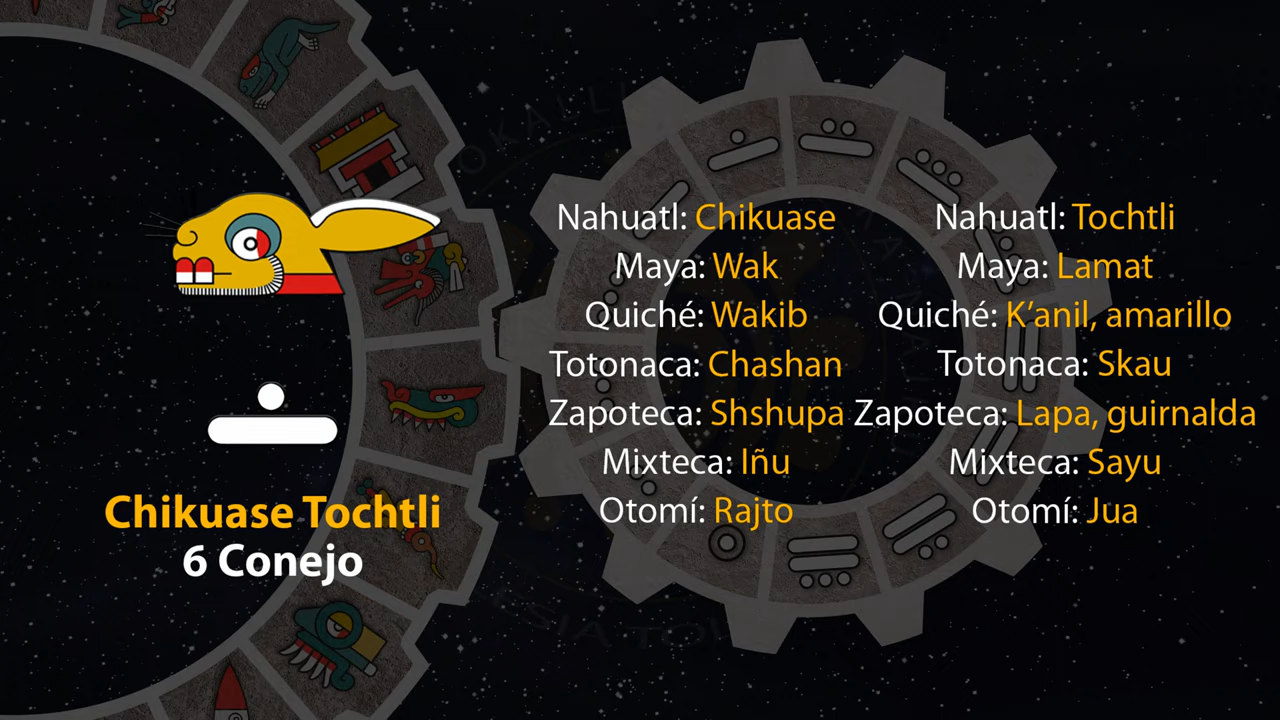 Nahuatl: Chikuase
Maya: Wak
Quiché: Wakib
Totonaca: Chashan
Zapoteca: Shshupa
Mixteca: Iñu
Otomí: Rajto
Nahuatl: Tochtli
Maya: Lamat
Quiché: K’anil, amarillo
Totonaca: Skau
Zapoteca: Lapa, guirnalda
Mixteca: Sayu
Otomí: Jua
Chikuase Tochtli
6 Conejo